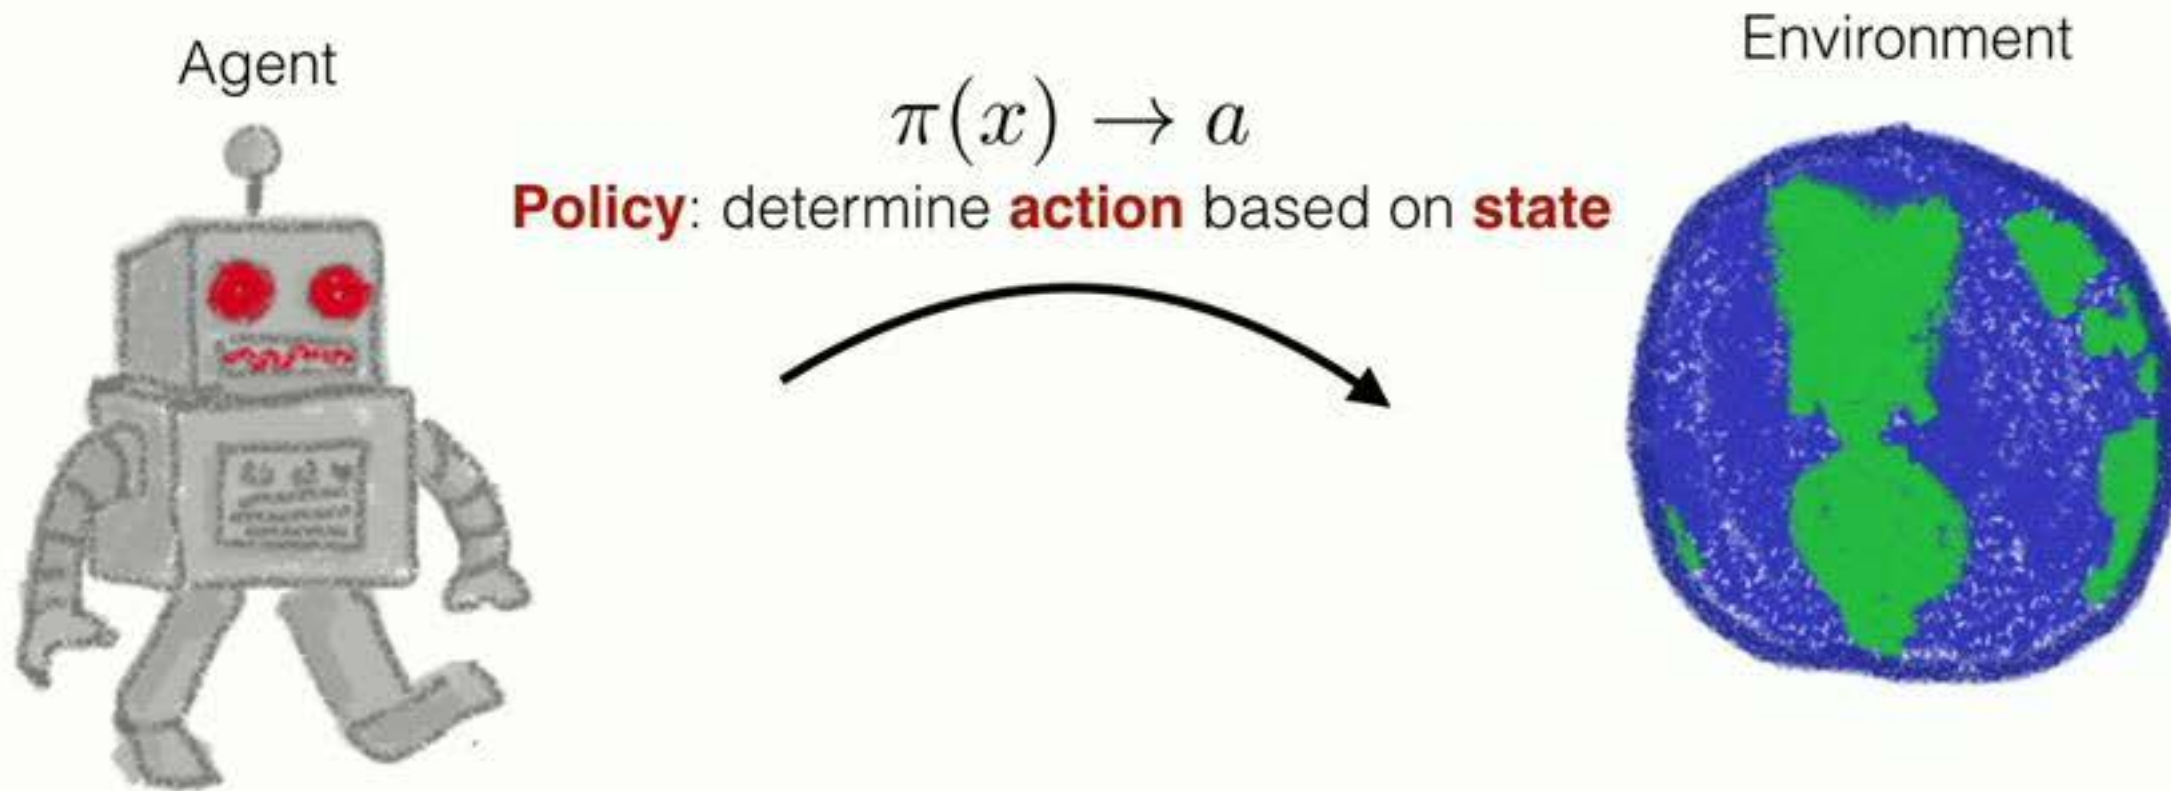 Agent
Environment
π(x) → a
Policy: determine action based on state